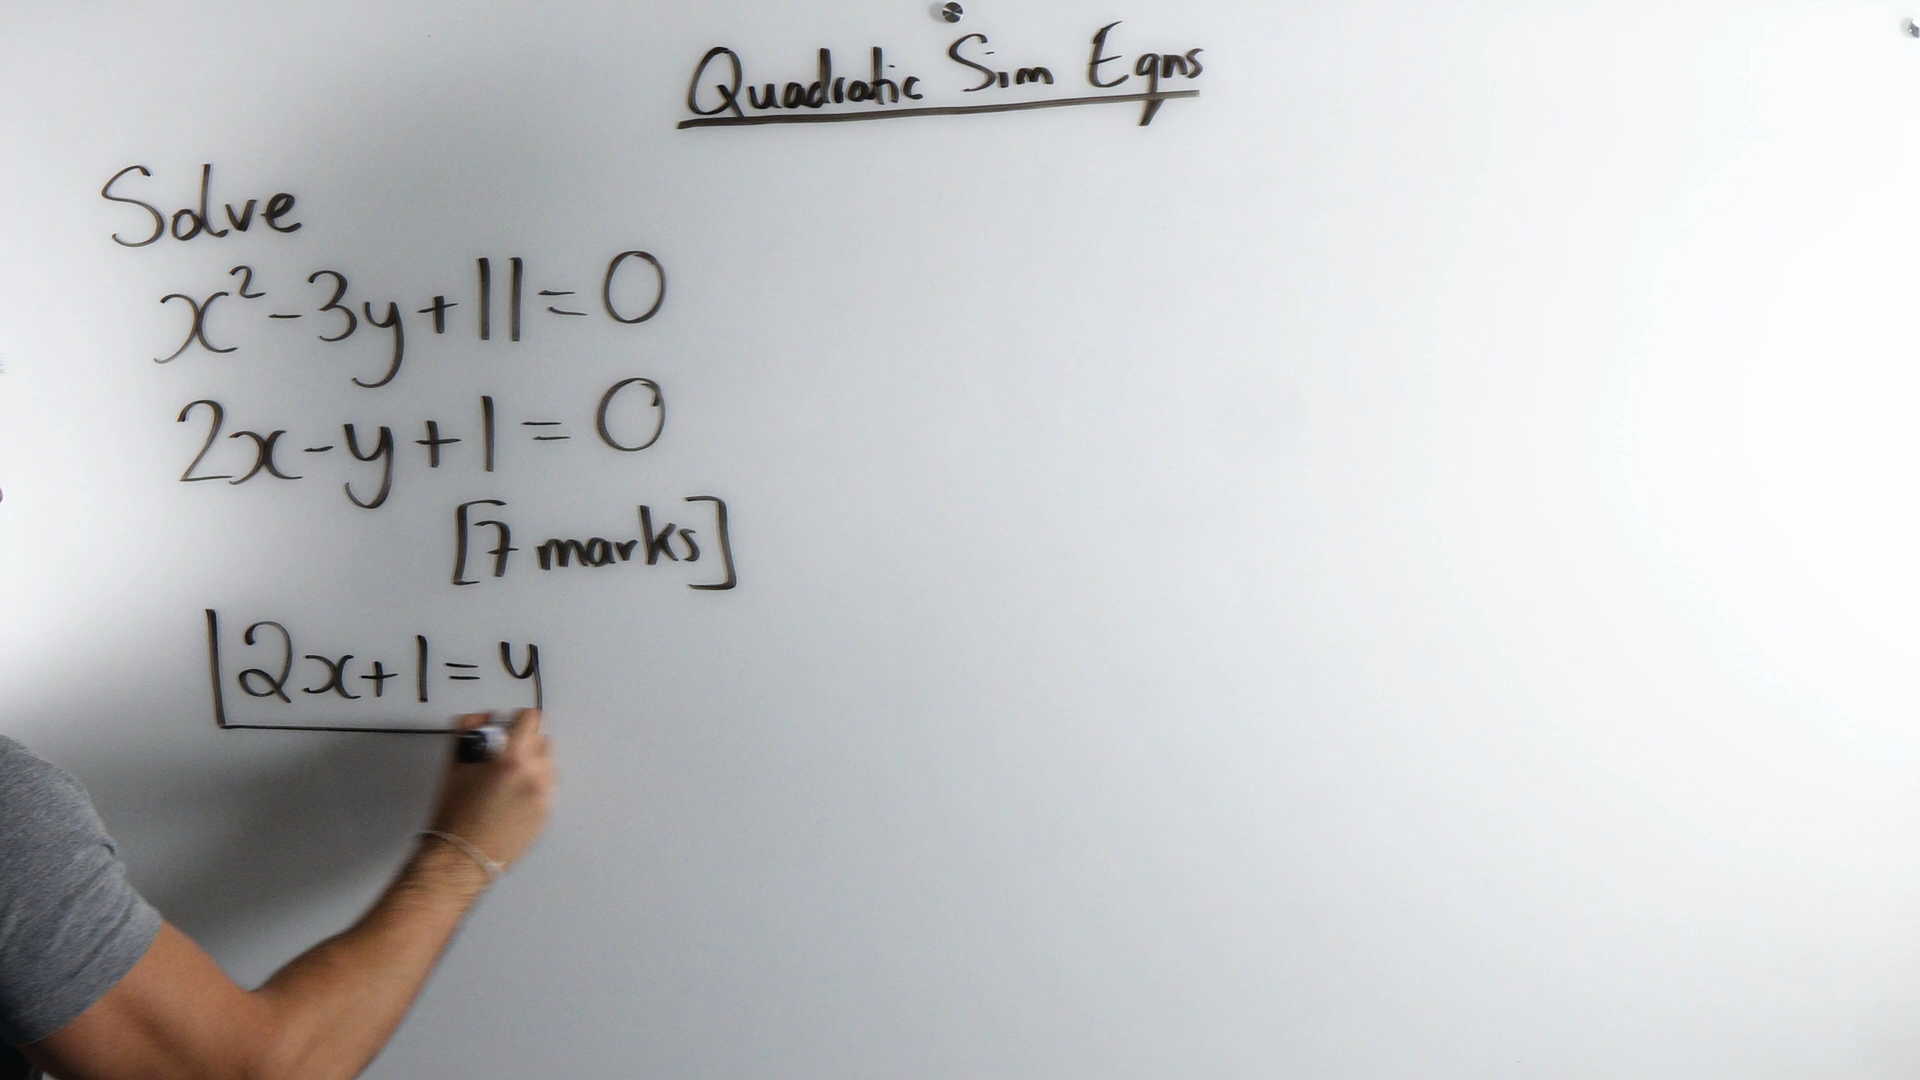 Quadratic Sim Eqns
Solve
x²-3y+11=0
2x-y+1=0
[7 marks]
2x+1=y